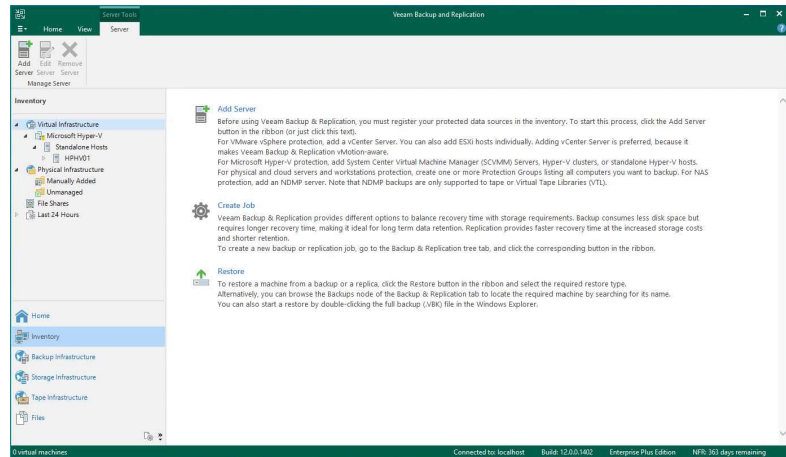 Server Tools
Veeam Backup and Replication
Home View Server
Add Server
Edit Server
Remove Server
Manage Server
Inventory
Virtual Infrastructure
Microsoft Hyper-V
Standalone Hosts
HPHV01
Physical Infrastructure
Manually Added
Unmanaged
File Shares
Last 24 Hours
Add Server
Before using Veeam Backup & Replication, you must register your protected data sources in the inventory. To start this process, click the Add Server
button in the ribbon (or just click this text).
For VMware vSphere protection, add a vCenter Server. You can also add ESXi hosts individually. Adding vCenter Server is preferred, because it
makes Veeam Backup & Replication vMotion-aware.
For Microsoft Hyper-V protection, add System Center Virtual Machine Manager (SCVMM) Servers, Hyper-V clusters, or standalone Hyper-V hosts.
For physical and cloud servers and workstations protection, create one or more Protection Groups listing all computers you want to backup. For NAS
protection, add an NDMP server. Note that NDMP backups are only supported to tape or Virtual Tape Libraries (VTL).
Create Job
Veeam Backup & Replication provides different options to balance recovery time with storage requirements. Backup consumes less disk space but
requires longer recovery time, making it ideal for long term data retention. Replication provides faster recovery time at the increased storage costs
and shorter retention.
To create a new backup or replication job, go to the Backup & Replication tree tab, and click the corresponding button in the ribbon.
Restore
To restore a machine from a backup or a replica, click the Restore button in the ribbon and select the required restore type.
Alternatively, you can browse the Backups node of the Backup & Replication tab to locate the required machine by searching for its name.
You can also start a restore by double-clicking the full backup (.VBK) file in the Windows Explorer.
Home
Inventory
Backup Infrastructure
Storage Infrastructure
Tape Infrastructure
Files
0 virtual machines
Connected to: localhost Build: 12.0.0.1402 Enterprise Plus Edition NFR: 363 days remaining